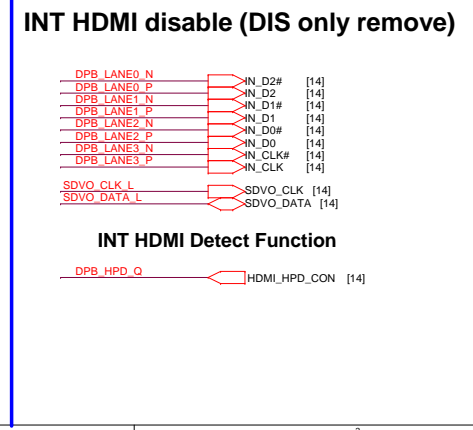 INT HDMI disable (DIS only remove)
DPB_LANE0_N IN_D2# [14]
DPB_LANE0_P IN_D2 [14]
DPB_LANE1_N IN_D1# [14]
DPB_LANE1_P IN_D1 [14]
DPB_LANE2_N IN_D0# [14]
DPB_LANE2_P IN_D0 [14]
DPB_LANE3_N IN_CLK# [14]
DPB_LANE3_P IN_CLK [14]
SDVO_CLK_L SDVO_CLK [14]
SDVO_DATA_L SDVO_DATA [14]
INT HDMI Detect Function
DPB_HPD_Q HDMI_HPD_CON [14]